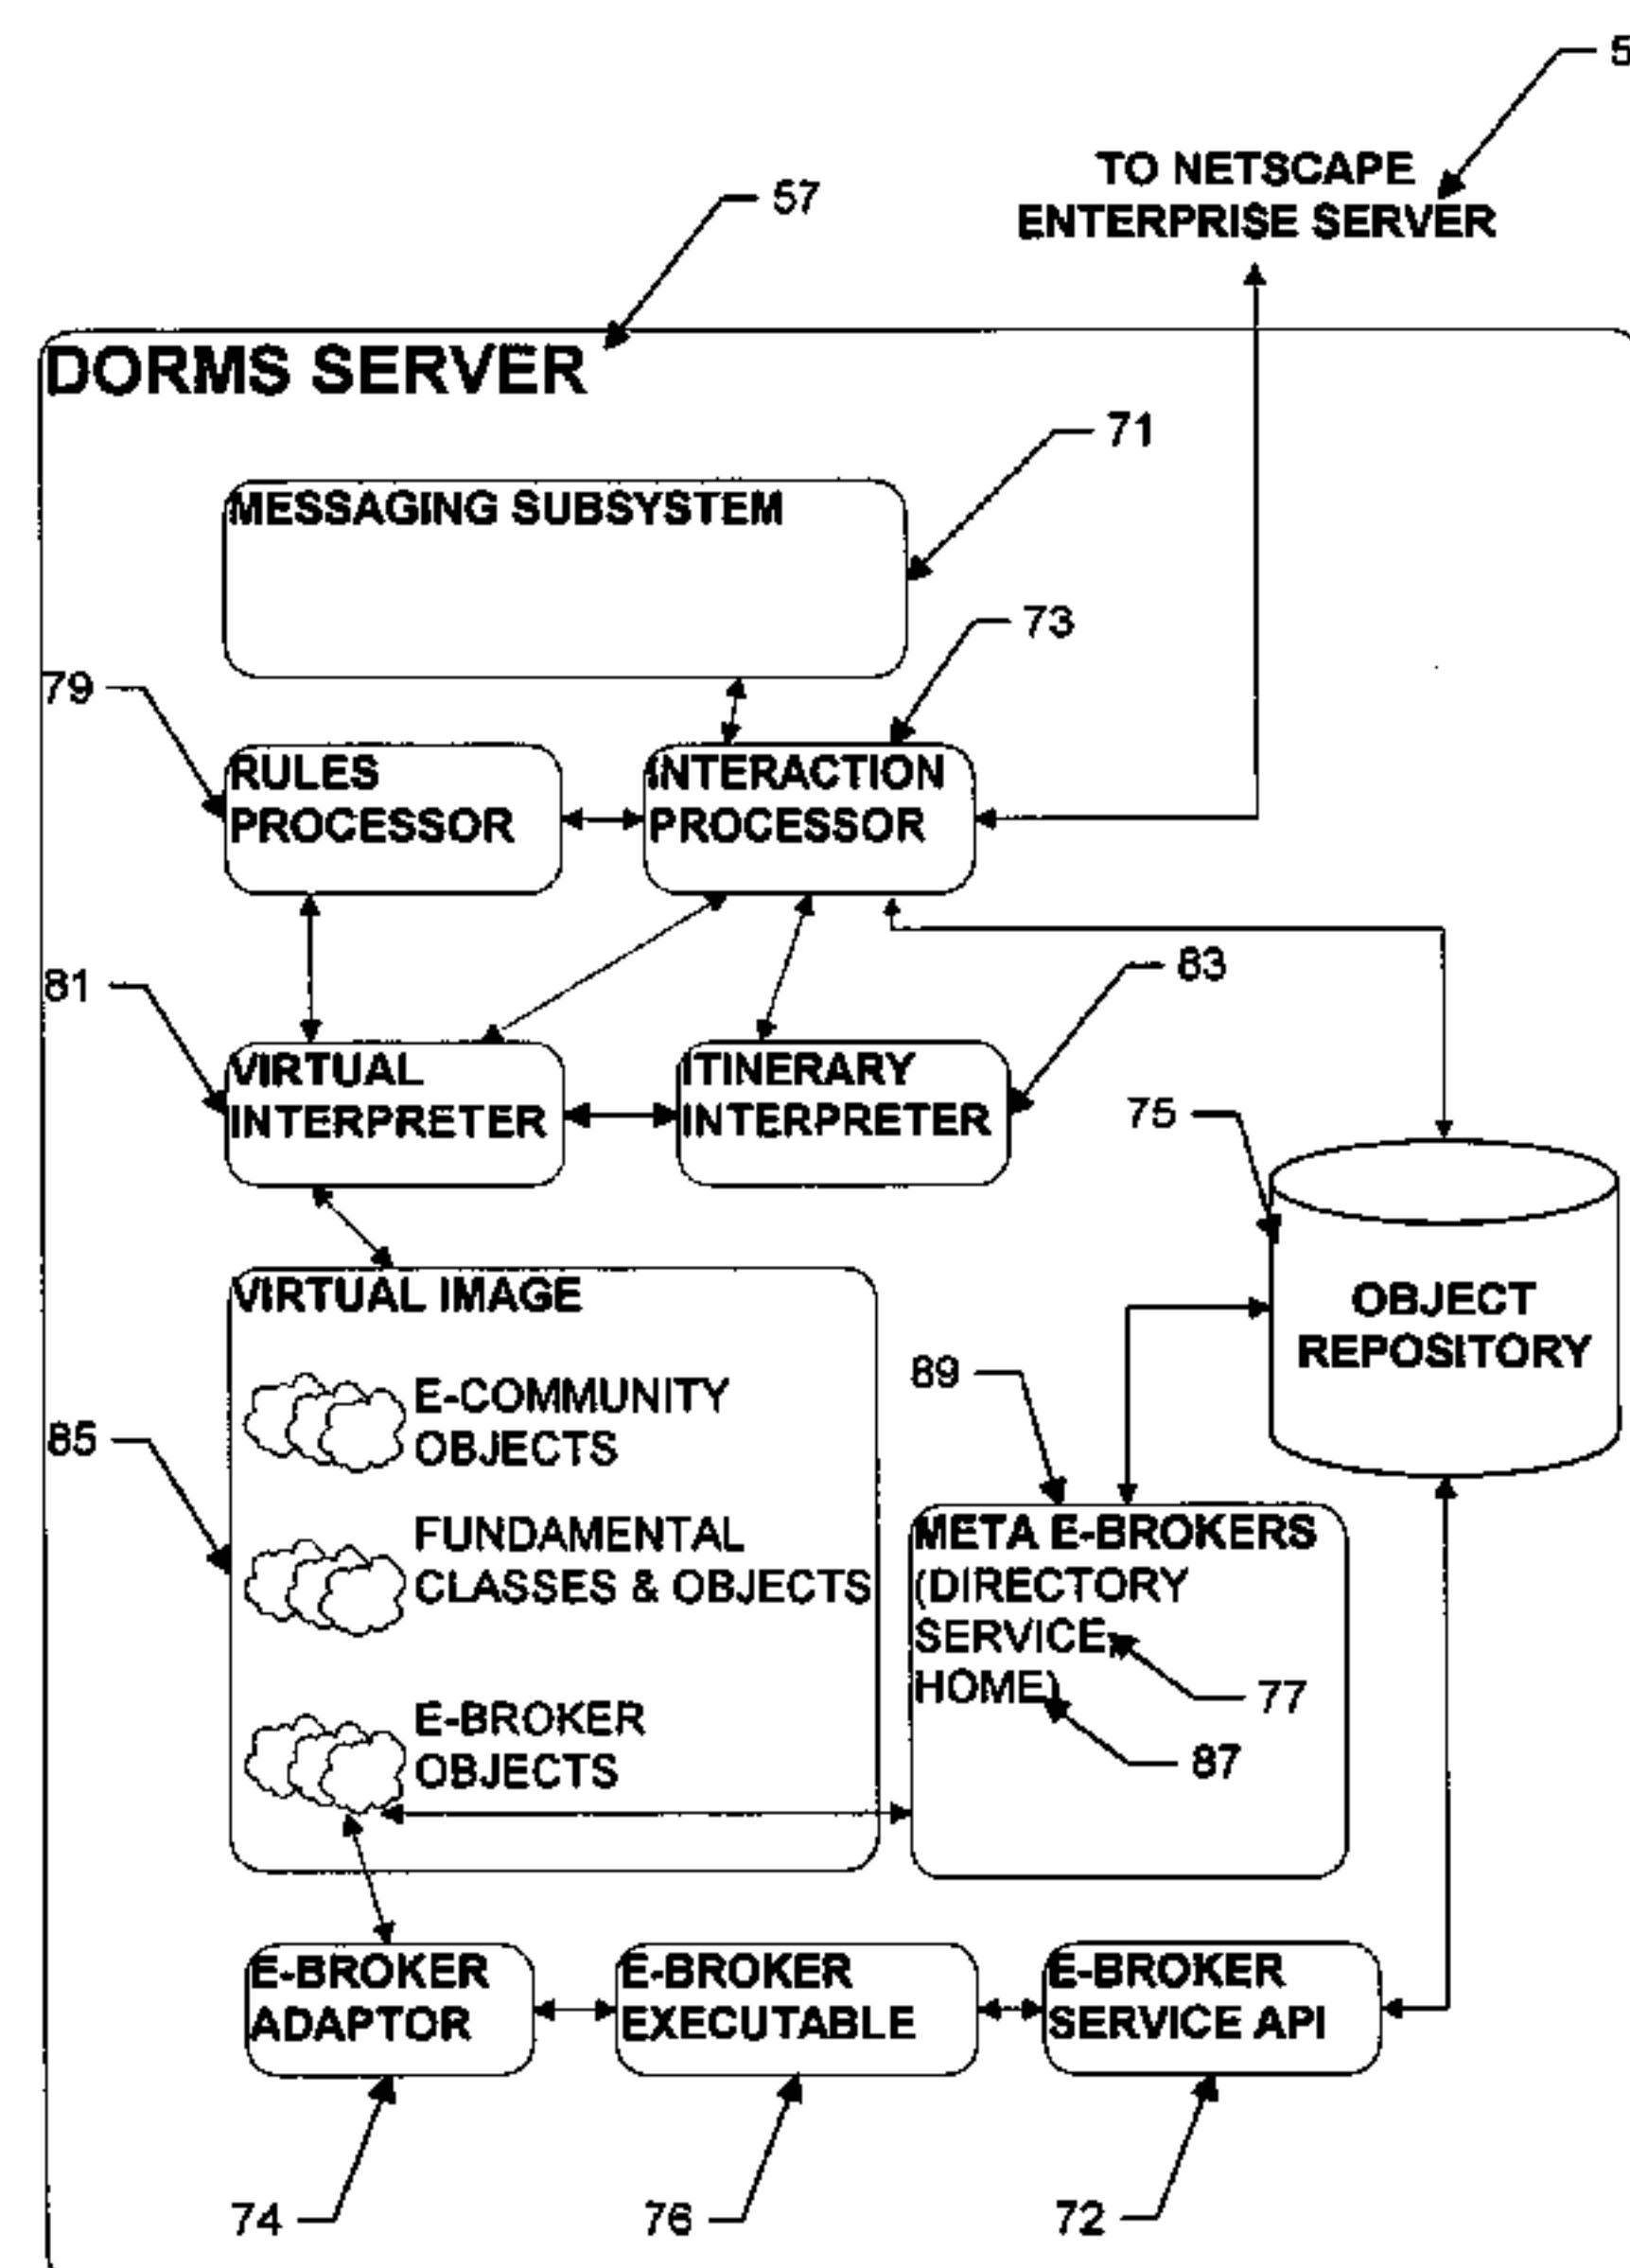 5
TO NETSCAPE
ENTERPRISE SERVER
57
DORMS SERVER
71
MESSAGING SUBSYSTEM
73
79
RULES
PROCESSOR
INTERACTION
PROCESSOR
81
83
VIRTUAL
INTERPRETER
ITINERARY
INTERPRETER
75
OBJECT
REPOSITORY
VIRTUAL IMAGE
89
E-COMMUNITY
OBJECTS
85
FUNDAMENTAL
CLASSES & OBJECTS
META E-BROKERS
(DIRECTORY
SERVICE
HOME)
77
87
E-BROKER
OBJECTS
E-BROKER
ADAPTOR
E-BROKER
EXECUTABLE
E-BROKER
SERVICE API
74
76
72